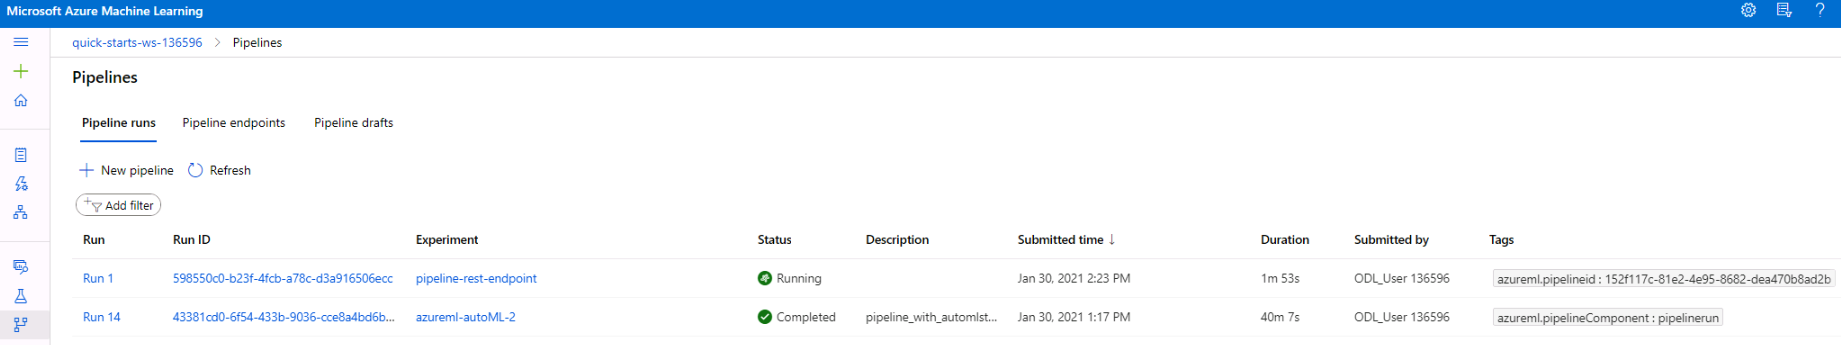 Microsoft Azure Machine Learning
?
quick-starts-ws-136596 > Pipelines
Pipelines
Pipeline runs Pipeline endpoints Pipeline drafts
New pipeline Refresh
Add filter
Run Run ID Experiment Status Description Submitted time ↓ Duration Submitted by Tags
Run 1 598550c0-b23f-4fcb-a78c-d3a916506ecc pipeline-rest-endpoint Running Jan 30, 2021 2:23 PM 1m 53s ODL_User 136596 azureml.pipelineid : 152f117c-81e2-4e95-8682-dea470b8ad2b
Run 14 43381cd0-6f54-433b-9036-cce8a4bd6b... azureml-autoML-2 Completed pipeline_with_automlst... Jan 30, 2021 1:17 PM 40m 7s ODL_User 136596 azureml.pipelineComponent : pipelinerun